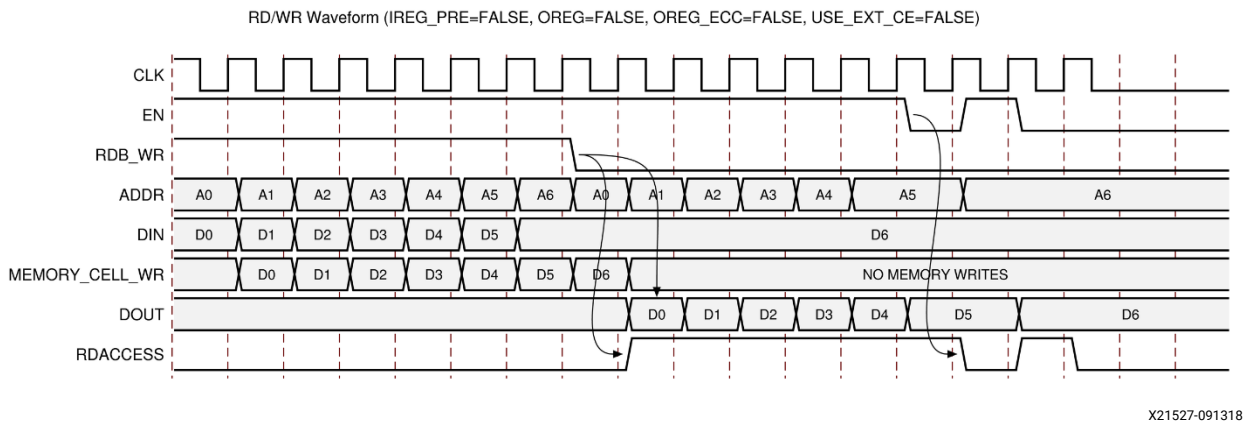 RD/WR Waveform (IREG_PRE=FALSE, OREG=FALSE, OREG_ECC=FALSE, USE_EXT_CE=FALSE)
CLK
EN
RDB_WR
ADDR A0 A1 A2 A3 A4 A5 A6 A0 A1 A2 A3 A4 A5 A6
DIN D0 D1 D2 D3 D4 D5 D6
MEMORY_CELL_WR D0 D1 D2 D3 D4 D5 D6 NO MEMORY WRITES
DOUT D0 D1 D2 D3 D4 D5 D6
RDACCESS
X21527-091318